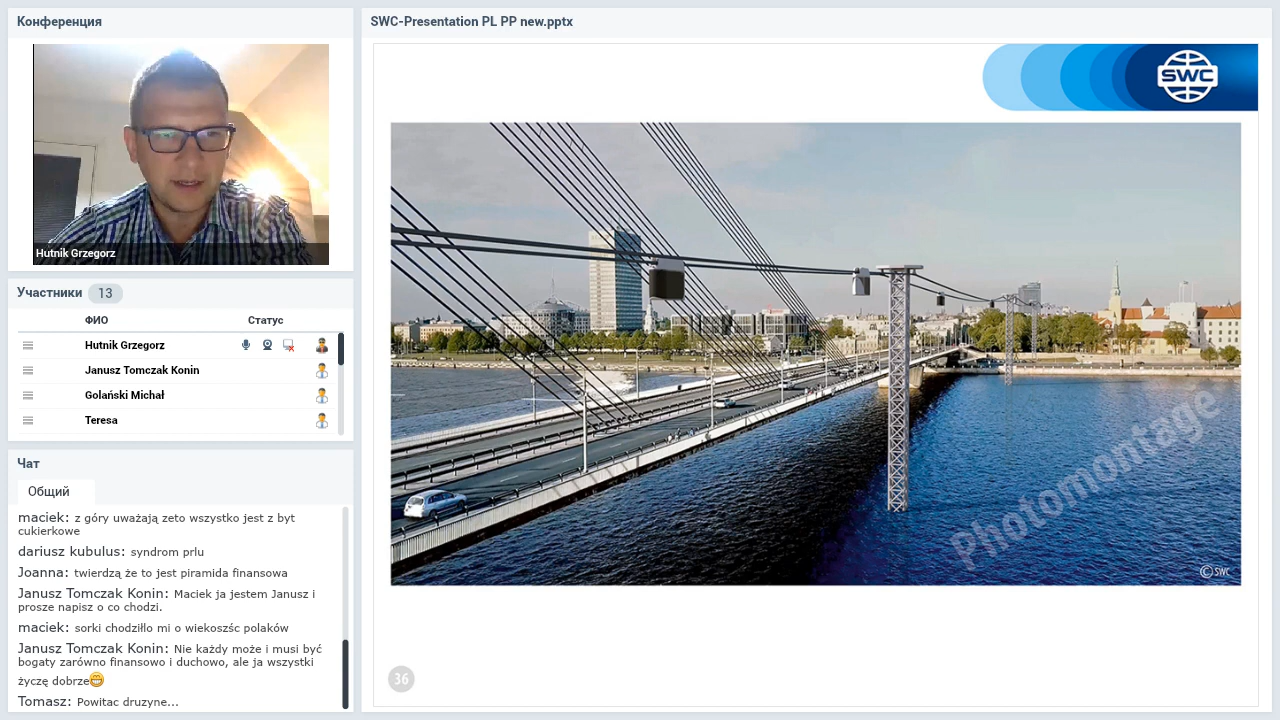 Конференция
Hutnik Grzegorz
Участники 13
ФИО Статус
Hutnik Grzegorz
Janusz Tomczak Konin
Golański Michał
Teresa
Чат
Общий
maciek: z góry uważają zeto wszystko jest z byt
cukierkowe
dariusz kubulus: syndrom prlu
Joanna: twierdzą że to jest piramida finansowa
Janusz Tomczak Konin: Maciek ja jestem Janusz i
prosze napisz o co chodzi.
maciek: sorki chodziłlo mi o wiekoszśc polaków
Janusz Tomczak Konin: Nie każdy może i musi być
bogaty zarówno finansowo i duchowo, ale ja wszystki
życzę dobrze
Tomasz: Powitac druzyne...
SWC-Presentation PL PP new.pptx
SWC
Photomontage
© SWC
36